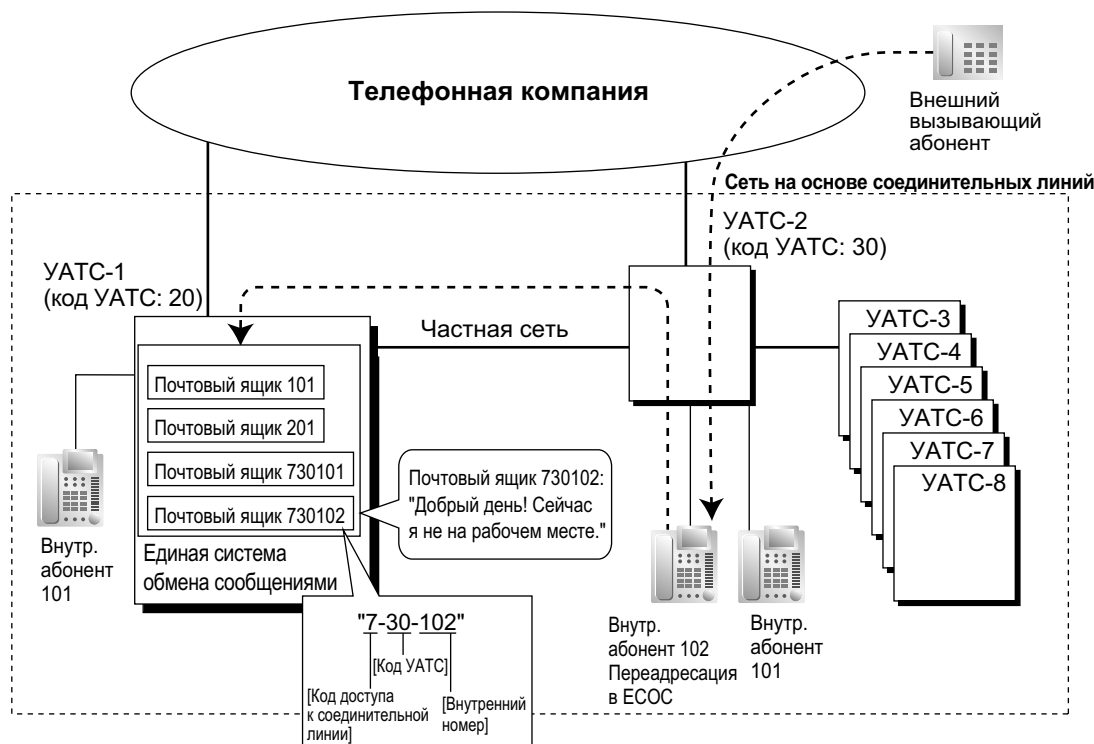 Телефонная компания
Внешний
вызывающий
абонент
Сеть на основе соединительных линий
УАТС-2
(код УАТС: 30)
УАТС-1
(код УАТС: 20)
Частная сеть
УАТС-3
УАТС-4
УАТС-5
УАТС-6
УАТС-7
УАТС-8
Почтовый ящик 101
Почтовый ящик 201
Почтовый ящик 730101
Почтовый ящик 730102
Почтовый ящик 730102:
"Добрый день! Сейчас
я не на рабочем месте."
Единая система
обмена сообщениями
Внутр.
абонент
101
Внутр.
абонент 102
Переадресация
в ЕСОС
Внутр.
абонент
101
"7-30-102"
[Код УАТС]
[Код доступа
к соединительной
линии]
[Внутренний
номер]